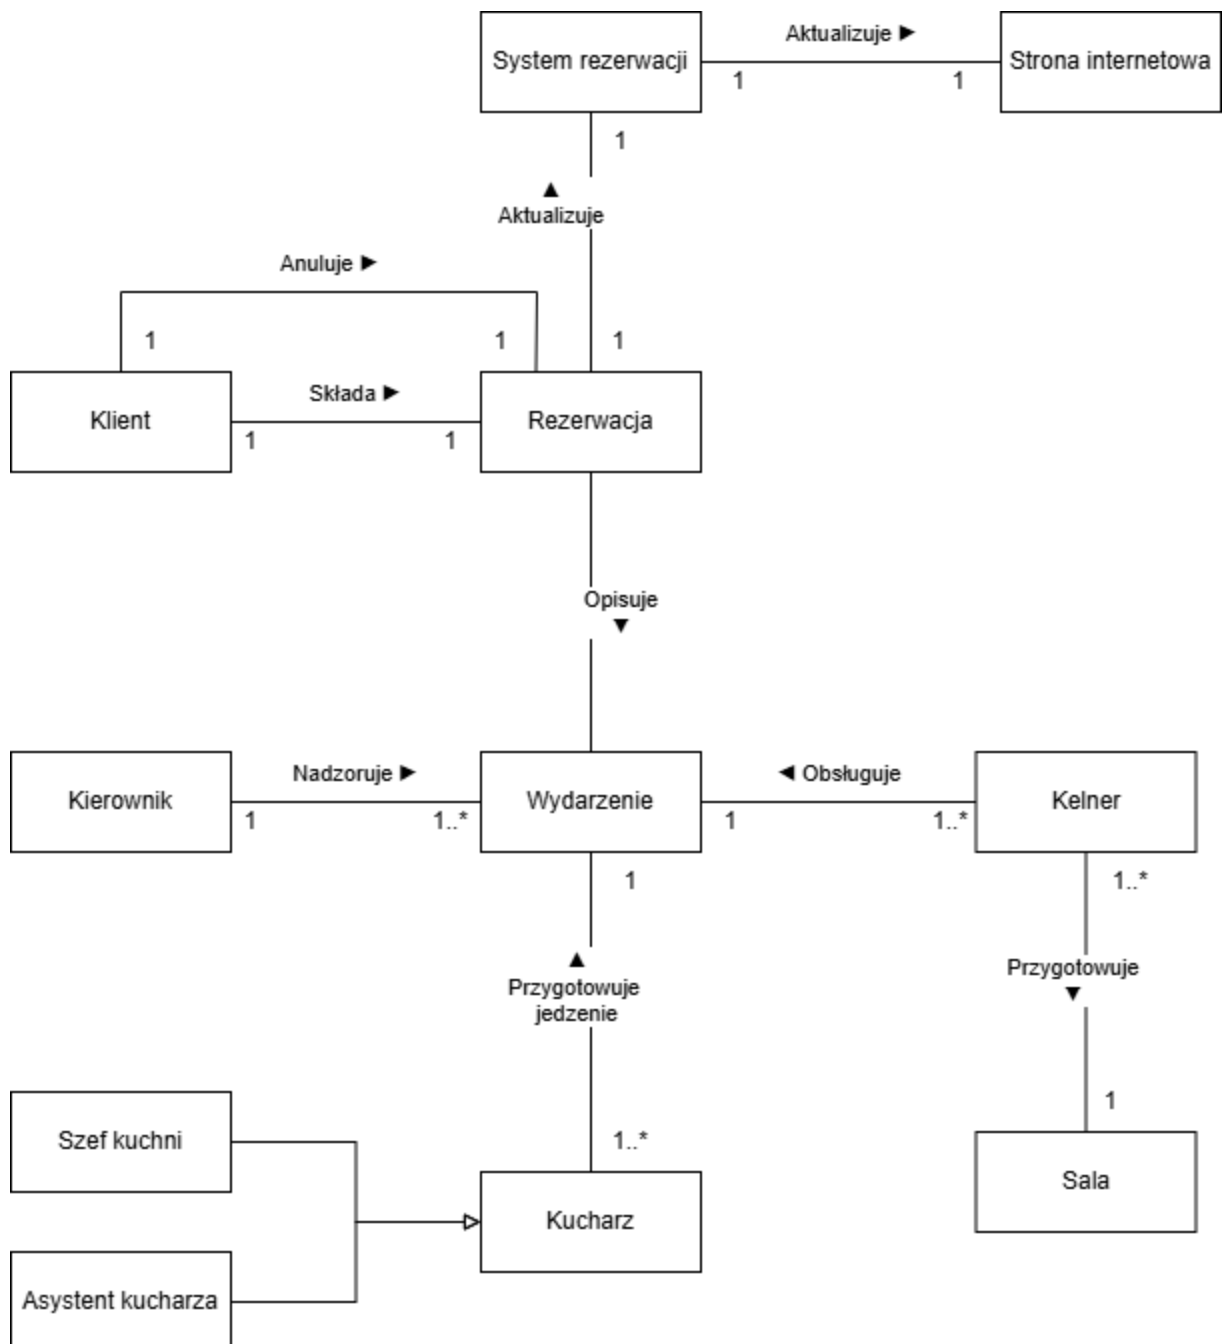 Aktualizuje ►
System rezerwacji
Strona internetowa
1
1
1
▲
Aktualizuje
Anuluje ►
1
1
1
Składa ►
Klient
Rezerwacja
1
1
Opisuje
▼
Nadzoruje ►
◄ Obsługuje
Kierownik
Wydarzenie
Kelner
1
1..*
1
1..*
1
1..*
▲
Przygotowuje
jedzenie
Przygotowuje
▼
1
Szef kuchni
1..*
Sala
Kucharz
Asystent kucharza